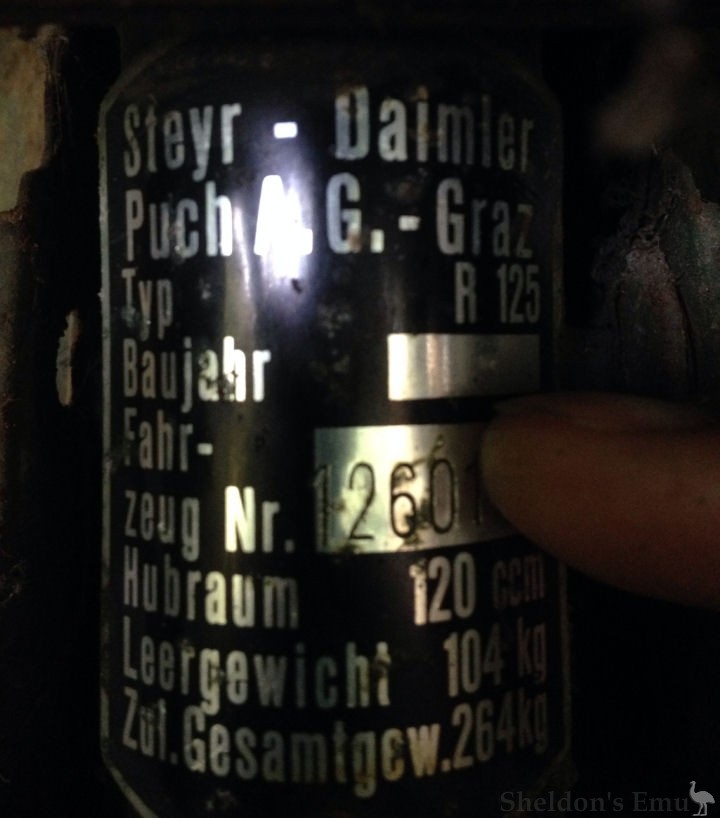 Steyr - Daimler
Puch A.G.-Graz
Typ R 125
Baujahr
Fahr-
zeug Nr. 12601
Hubraum 120 ccm
Leergewicht 104 kg
Zul.Gesamtgew.264kg
Sheldon's Emu